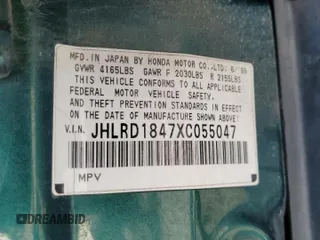 MFD. IN JAPAN BY HONDA MOTOR CO., LTD. 6/99
GVWR 4165LBS GAWR F 2030LBS R 2155LBS
THIS VEHICLE CONFORMS TO ALL APPLICABLE
FEDERAL MOTOR VEHICLE SAFETY,
AND THEFT PREVENTION STANDARDS IN EFFECT
ON THE DATE OF MANUFACTURE SHOWN ABOVE.
V.I.N. JHLRD1847XC055047
MPV
DREAMBID